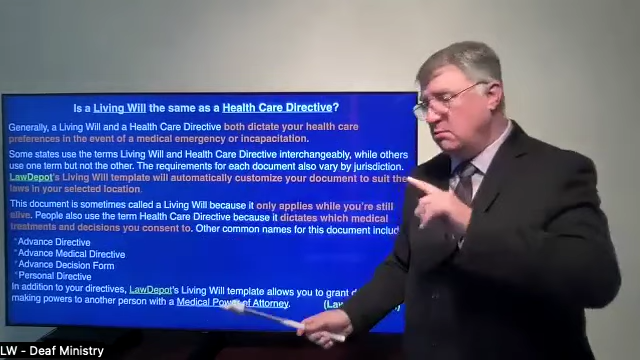 Is a Living Will the same as a Health Care Directive?
Generally, a Living Will and a Health Care Directive both dictate your health care
preferences in the event of a medical emergency or incapacitation.
Some states use the terms Living Will and Health Care Directive interchangeably, while others
use one term but not the other. The requirements for each document also vary by jurisdiction.
LawDepot's Living Will template will automatically customize your document to suit the
laws in your selected location.
This document is sometimes called a Living Will because it only applies while you're still
alive. People also use the term Health Care Directive because it dictates which medical
treatments and decisions you consent to. Other common names for this document
*Advance Directive
*Advance Medical Directive
*Advance Decision Form
*Personal Directive
In addition to your directives, LawDepot's Living Will template allows you to grant
making powers to another person with a Medical Power of Attorney.
LW - Deaf Ministry